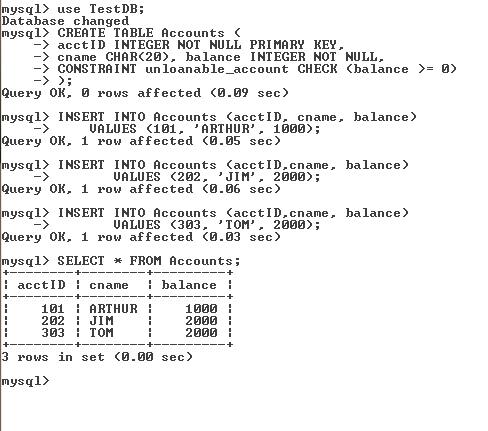 mysql> use TestDB;
Database changed
mysql> CREATE TABLE Accounts (
    -> acctID INTEGER NOT NULL PRIMARY KEY,
    -> cname CHAR(20), balance INTEGER NOT NULL,
    -> CONSTRAINT unloanable_account CHECK (balance >= 0)
    -> );
Query OK, 0 rows affected (0.09 sec)

mysql> INSERT INTO Accounts (acctID, cname, balance)
    ->     VALUES (101, 'ARTHUR', 1000);
Query OK, 1 row affected (0.05 sec)

mysql> INSERT INTO Accounts (acctID,cname, balance)
    ->        VALUES (202, 'JIM', 2000);
Query OK, 1 row affected (0.06 sec)

mysql> INSERT INTO Accounts (acctID,cname, balance)
    ->        VALUES (303, 'TOM', 2000);
Query OK, 1 row affected (0.03 sec)

mysql> SELECT * FROM Accounts;
+--------+--------+---------+
| acctID | cname  | balance |
+--------+--------+---------+
|    101 | ARTHUR |    1000 |
|    202 | JIM    |    2000 |
|    303 | TOM    |    2000 |
+--------+--------+---------+
3 rows in set (0.00 sec)

mysql>